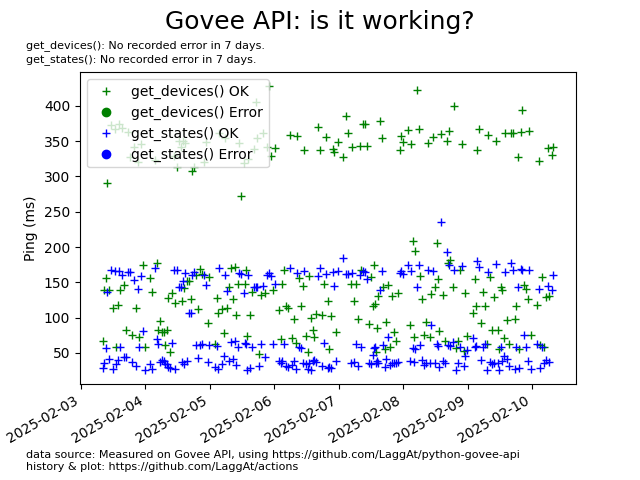 Govee API: is it working?
get_devices(): No recorded error in 7 days.
get_states(): No recorded error in 7 days.
get_devices() OK
get_devices() Error
get_states() OK
get_states() Error
Ping (ms)
400
350
300
250
200
150
100
50
2025-02-03
2025-02-04
2025-02-05
2025-02-06
2025-02-07
2025-02-08
2025-02-09
2025-02-10
data source: Measured on Govee API, using https://github.com/LaggAt/python-govee-api
history & plot: https://github.com/LaggAt/actions